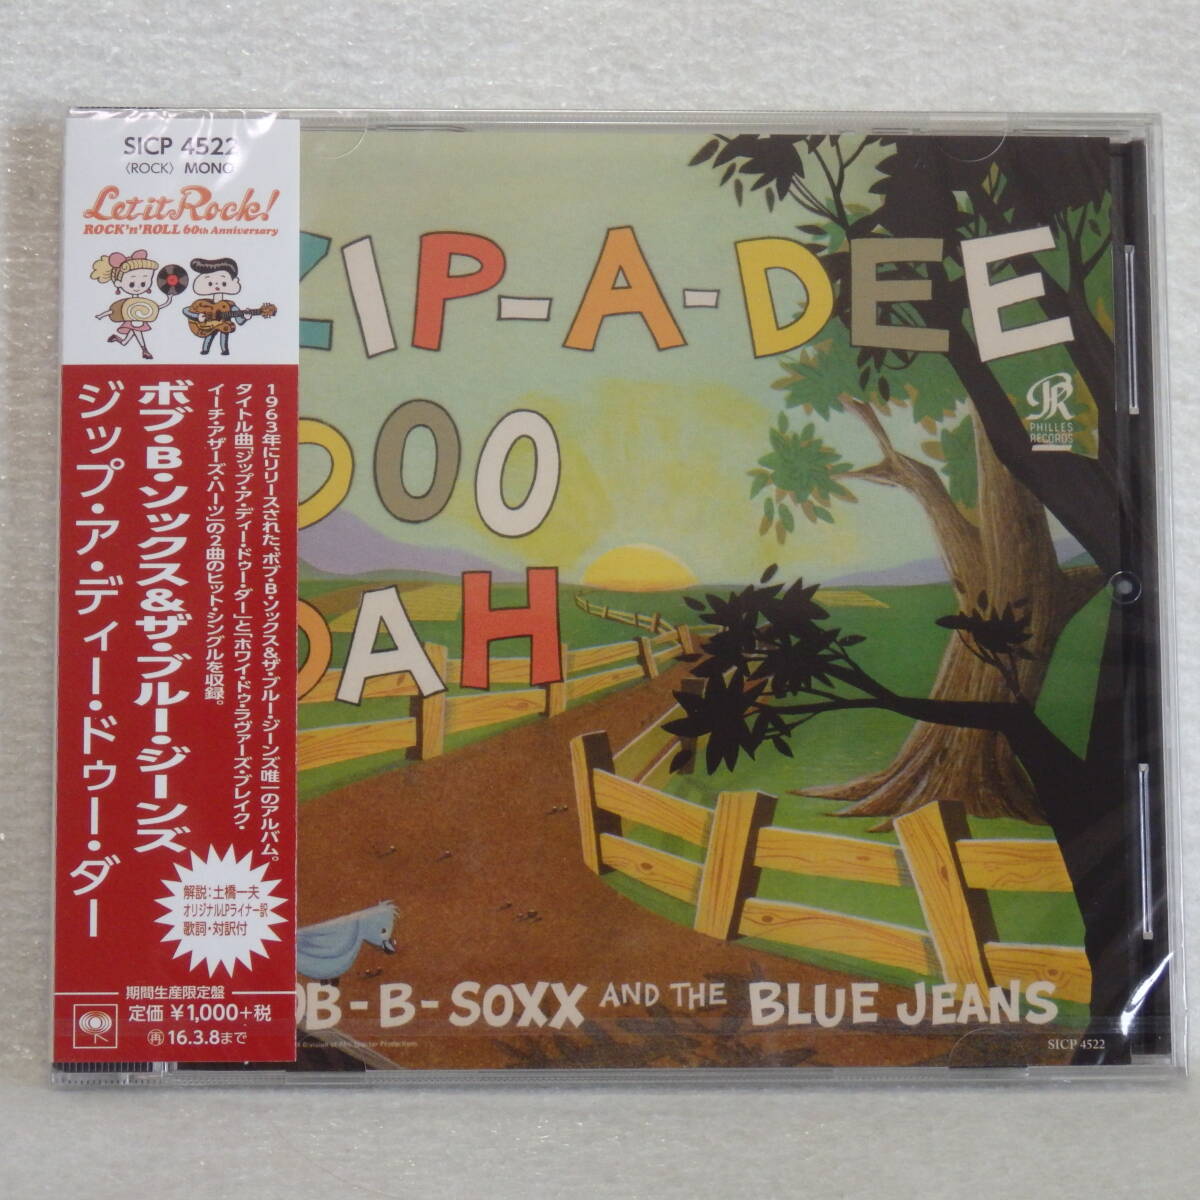 SICP 4522
〈ROCK〉 MONO
Let it Rock!
ROCK'n'ROLL 60th Anniversary
1963年にリリースされた、ボブ・B・ソックス&ザ・ブルー・ジーンズ唯一のアルバム。
タイトル曲「ジップ・ア・ディー・ドゥー・ダー」と「ホワイ・ドゥ・ラヴァーズ・ブレイク・
イーチ・アザーズ・ハーツ」の2曲のヒット・シングルを収録。
ボブ・B・ソックス&ザ・ブルー・ジーンズ
ジップ・ア・ディー・ドゥー・ダー
解説:土橋一夫
オリジナルLPライナー訳
歌詞・対訳付
期間生産限定盤
定価 ¥1,000+税
再 16.3.8まで
ZIP-A-DEE
DOO
DAH
PR
PHILLES
RECORDS
OB-B-SOXX AND THE BLUE JEANS
Division of Phil Spector Productions
SICP 4522